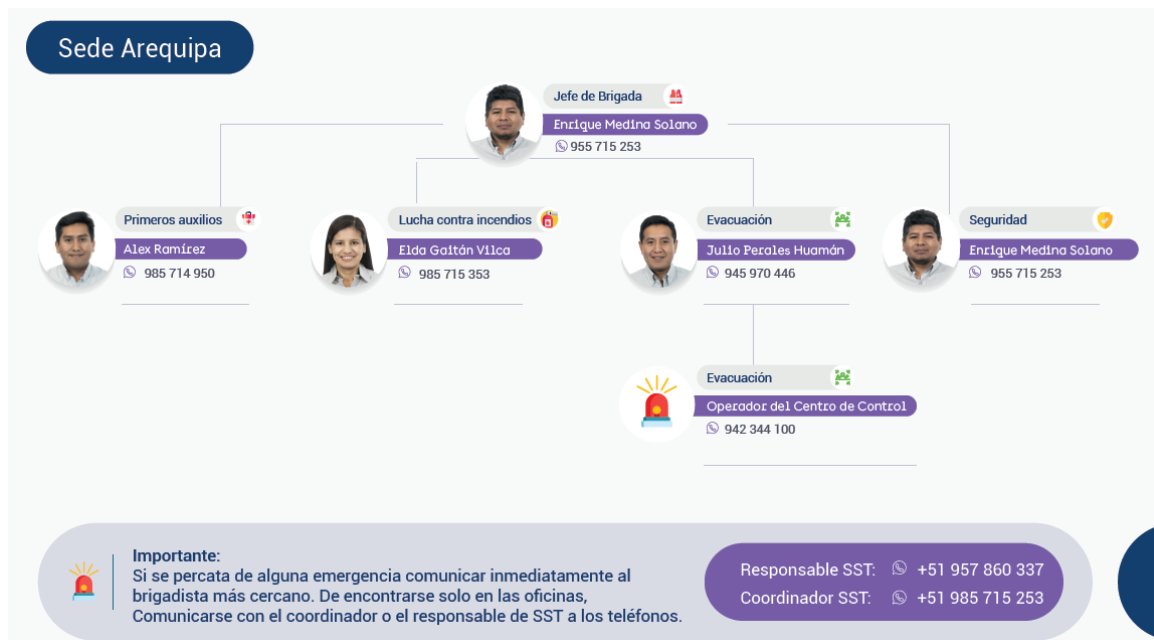 Sede Arequipa
Jefe de Brigada
Enrique Medina Solano
955 715 253
Primeros auxilios
Alex Ramírez
985 714 950
Lucha contra incendios
Elda Gaitán Vilca
985 715 353
Evacuación
Julio Perales Huamán
945 970 446
Seguridad
Enrique Medina Solano
955 715 253
Evacuación
Operador del Centro de Control
942 344 100
Importante:
Si se percata de alguna emergencia comunicar inmediatamente al
brigadista más cercano. De encontrarse solo en las oficinas,
Comunicarse con el coordinador o el responsable de SST a los teléfonos.
Responsable SST: +51 957 860 337
Coordinador SST: +51 985 715 253